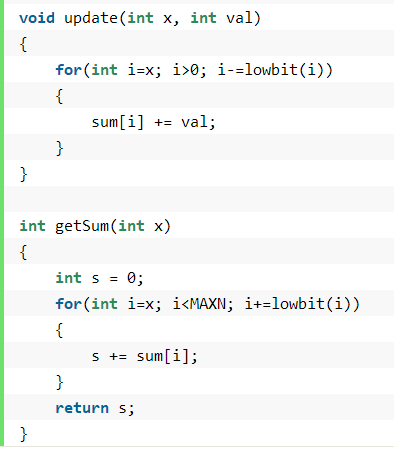 void update(int x, int val)
{
    for(int i=x; i>0; i-=lowbit(i))
    {
        sum[i] += val;
    }
}

int getSum(int x)
{
    int s = 0;
    for(int i=x; i<MAXN; i+=lowbit(i))
    {
        s += sum[i];
    }
    return s;
}